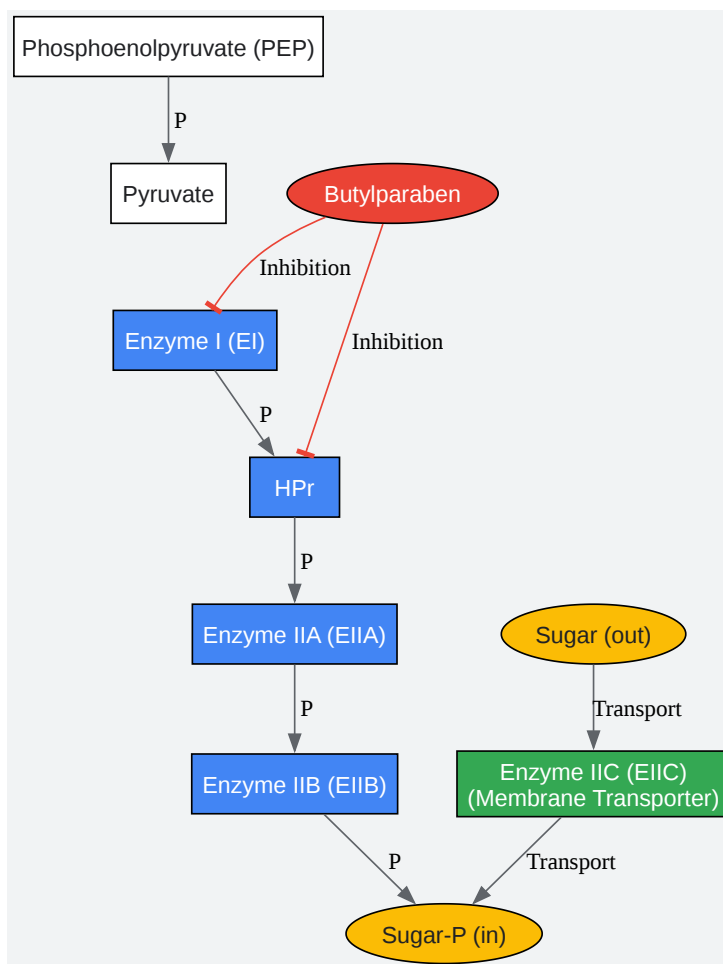 Phosphoenolpyruvate (PEP)
P
Pyruvate
Butylparaben
Inhibition
Enzyme I (EI)
Inhibition
P
HPr
P
Enzyme IIA (EIIA)
Sugar (out)
P
Transport
Enzyme IIB (EIIB)
Enzyme IIC (EIIC)
(Membrane Transporter)
P
Transport
Sugar-P (in)